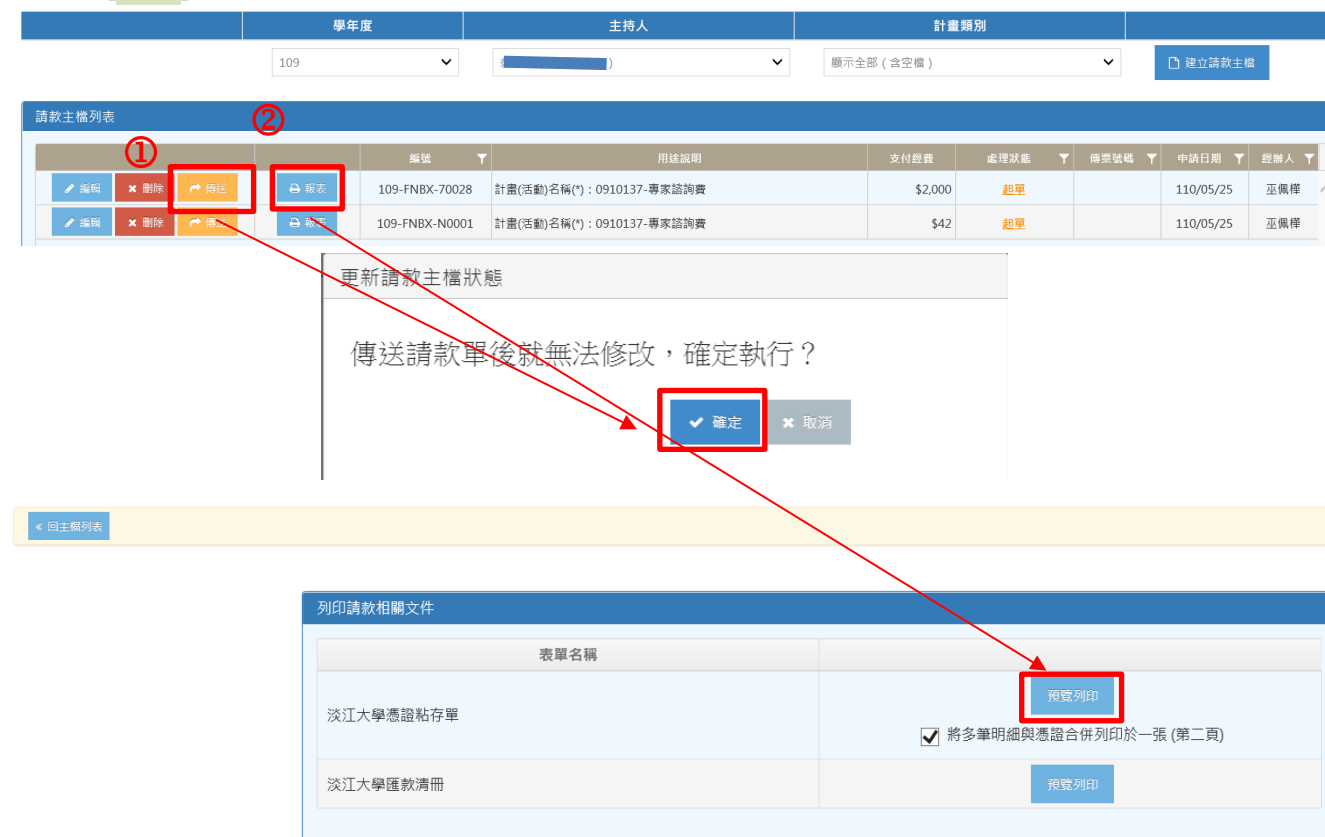 學年度 主持人 計畫類別
109 ) 顯示全部 ( 含空檔 ) 建立請款主檔
請款主檔列表
① ②
編號 用途說明 支付經費 處理狀態 傳票號碼 申請日期 經辦人
編輯 刪除 傳送 報表 109-FNBX-70028 計畫(活動)名稱(*)：0910137-專家諮詢費 $2,000 起單 110/05/25 巫佩樺
編輯 刪除 傳送 報表 109-FNBX-N0001 計畫(活動)名稱(*)：0910137-專家諮詢費 $42 起單 110/05/25 巫佩樺
更新請款主檔狀態
傳送請款單後就無法修改，確定執行？
確定 取消
« 回主檔列表
列印請款相關文件
表單名稱
預覽列印
淡江大學憑證粘存單
將多筆明細與憑證合併列印於一張 (第二頁)
淡江大學匯款清冊 預覽列印